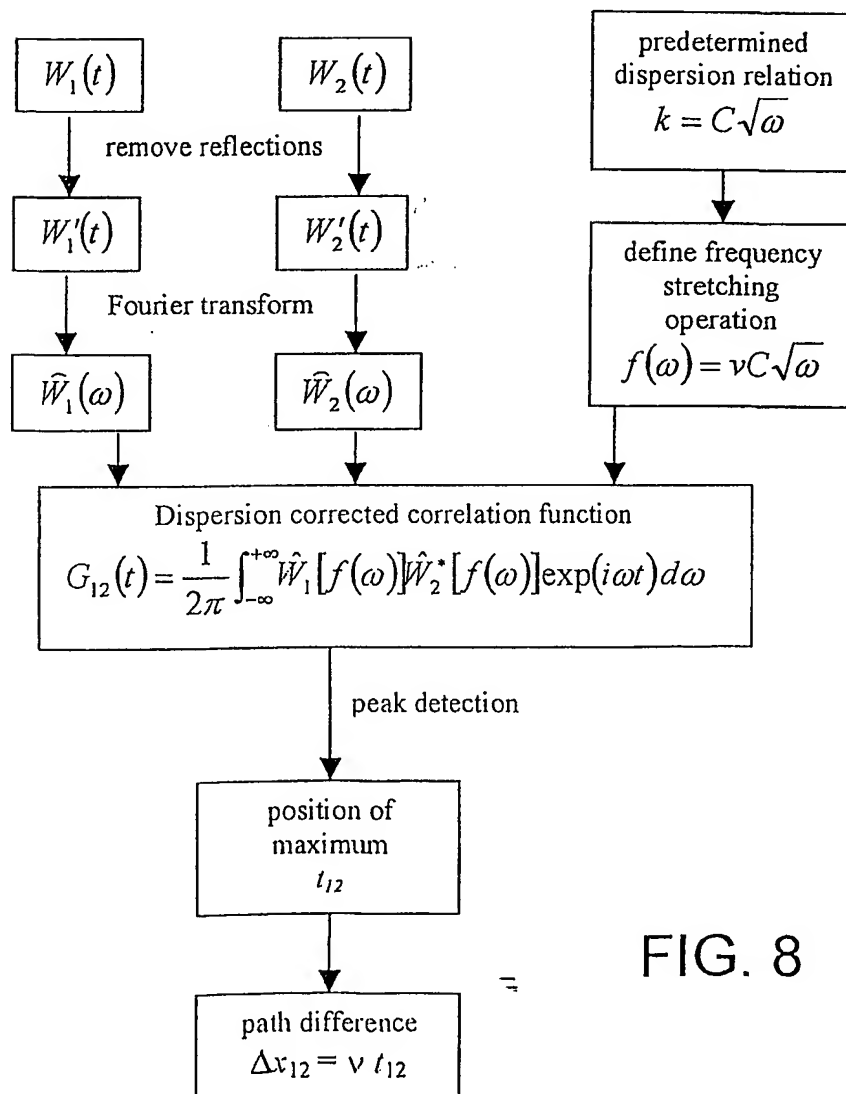 W₁(t)
W₂(t)
predetermined
dispersion relation
k = C√ω
remove reflections
W₁′(t)
W₂′(t)
define frequency
stretching
operation
f(ω) = νC√ω
Fourier transform
Ŵ₁(ω)
Ŵ₂(ω)
Dispersion corrected correlation function
G₁₂(t) = 1/2π ∫₋∞⁺∞ Ŵ₁[f(ω)]Ŵ₂*[f(ω)]exp(iωt)dω
peak detection
position of
maximum
t₁₂
path difference
Δx₁₂ = ν t₁₂
FIG. 8